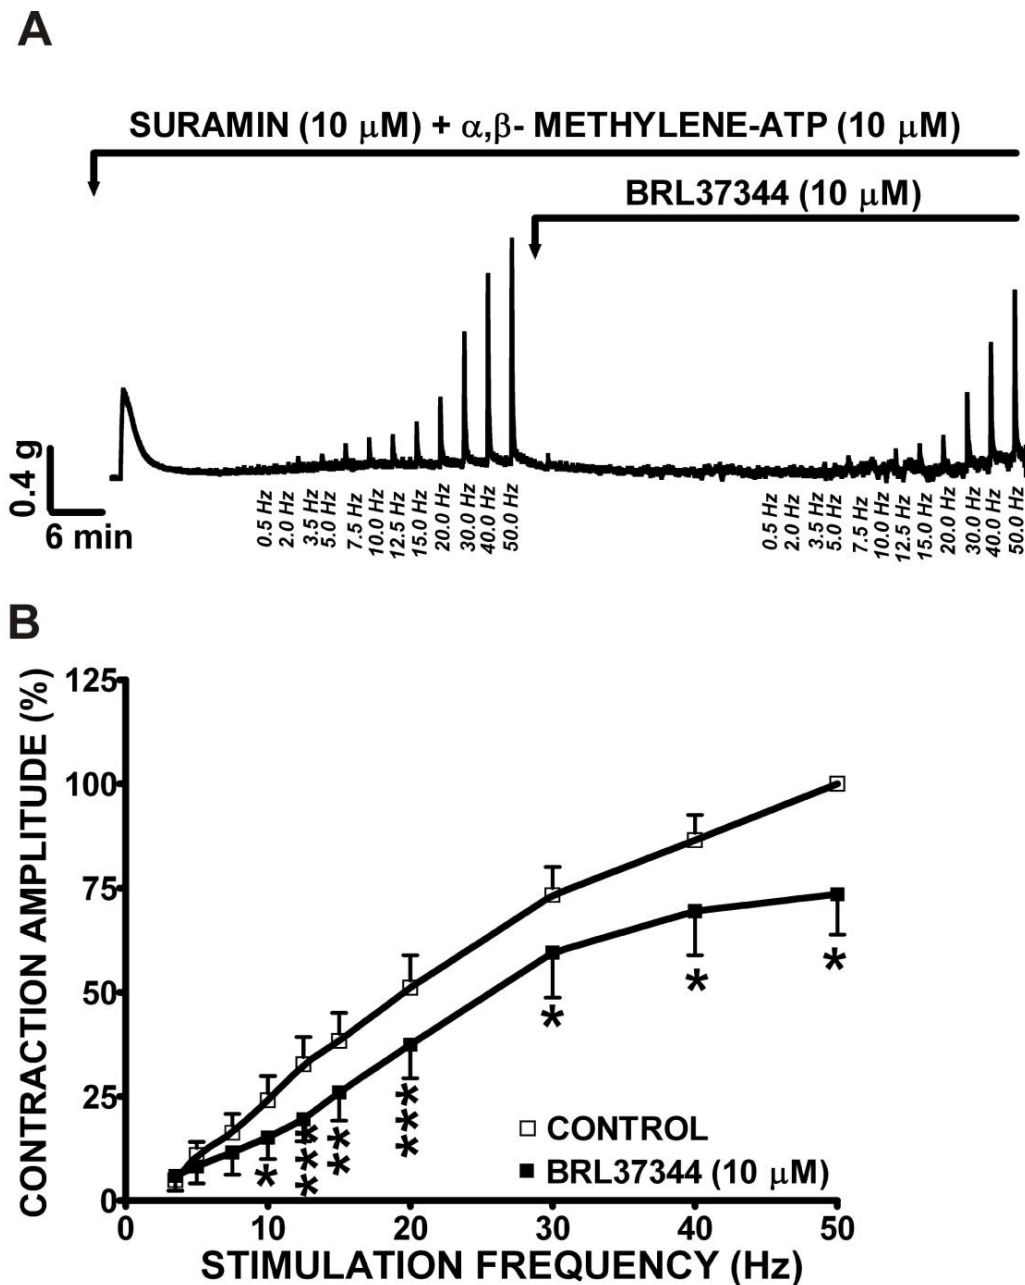 A
SURAMIN (10 μM) + α,β- METHYLENE-ATP (10 μM)
BRL37344 (10 μM)
0.4 g
6 min
0.5 Hz
2.0 Hz
3.5 Hz
5.0 Hz
7.5 Hz
10.0 Hz
12.5 Hz
15.0 Hz
20.0 Hz
30.0 Hz
40.0 Hz
50.0 Hz
0.5 Hz
2.0 Hz
3.5 Hz
5.0 Hz
7.5 Hz
10.0 Hz
12.5 Hz
15.0 Hz
20.0 Hz
30.0 Hz
40.0 Hz
50.0 Hz
B
CONTRACTION AMPLITUDE (%)
125
100
75
50
25
0
*
***
**
***
*
*
*
CONTROL
BRL37344 (10 μM)
0 10 20 30 40 50
STIMULATION FREQUENCY (Hz)